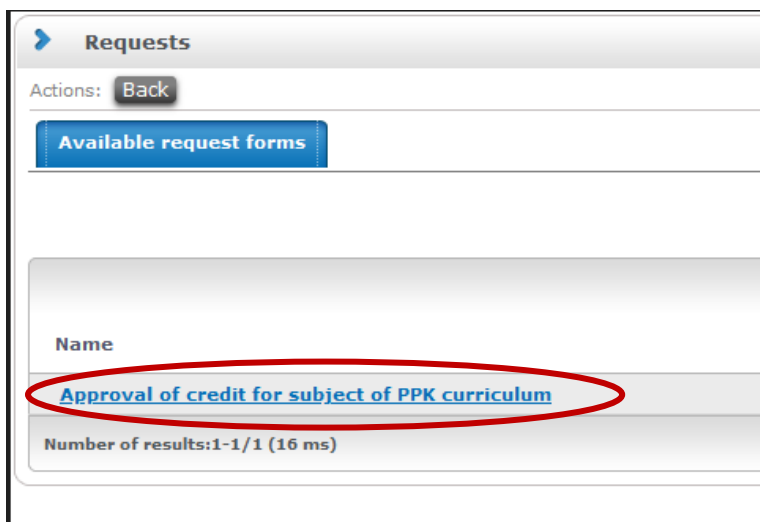 Requests
Actions: Back
Available request forms
Name
Approval of credit for subject of PPK curriculum
Number of results:1-1/1 (16 ms)